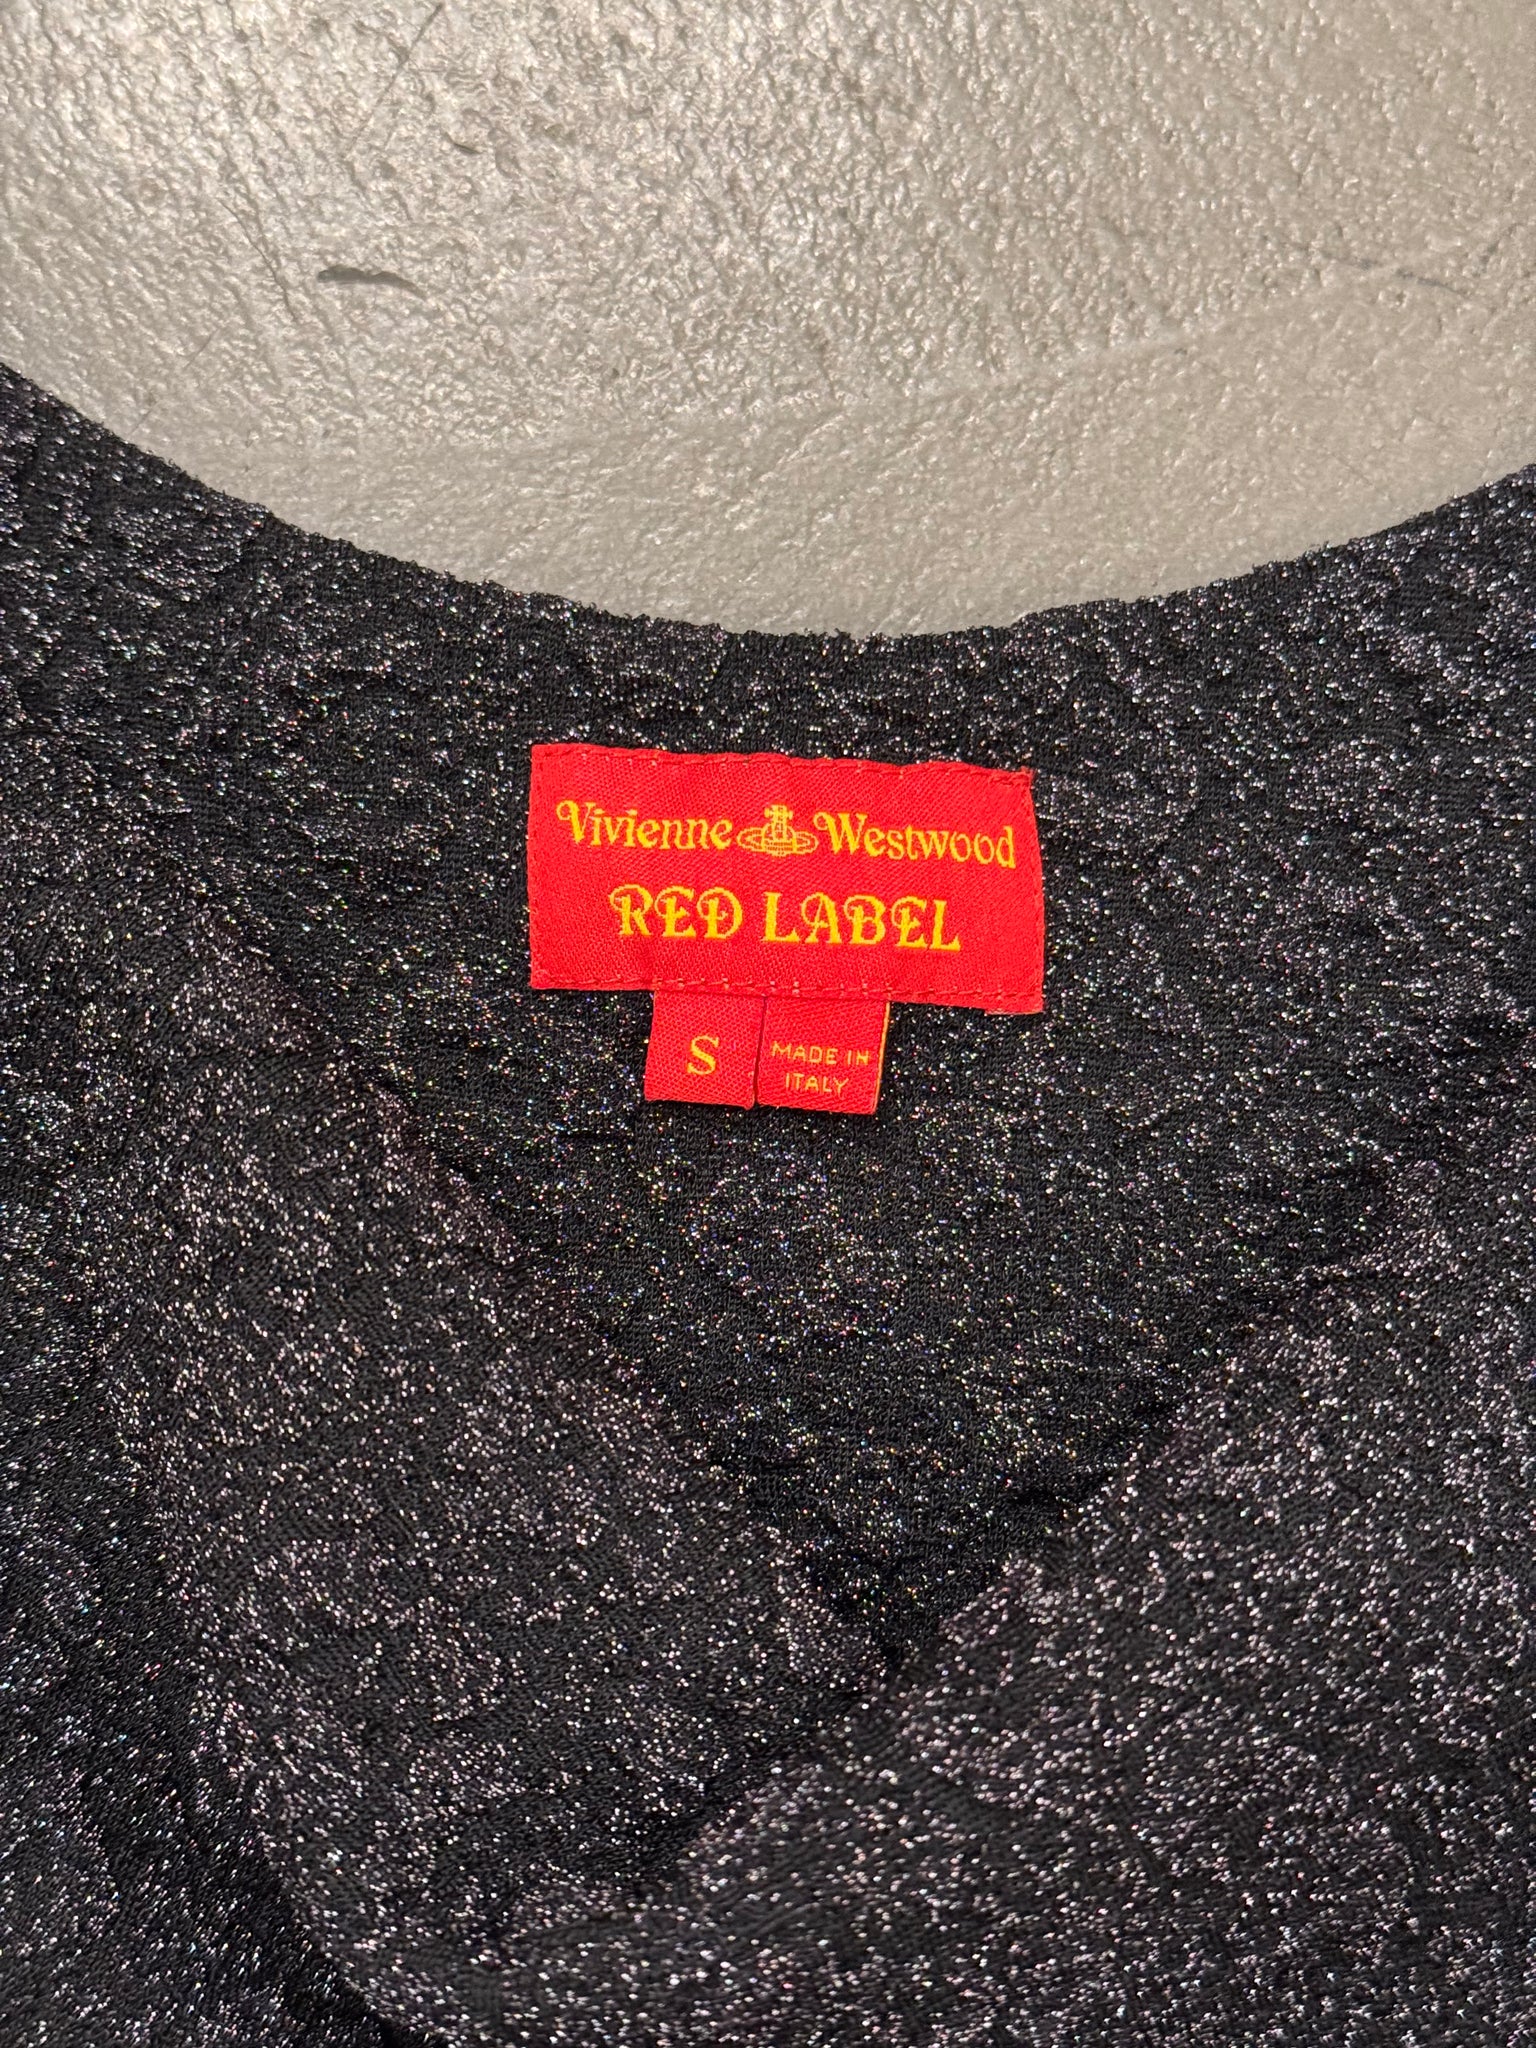 Vivienne Westwood
RED LABEL
S
MADE IN
ITALY